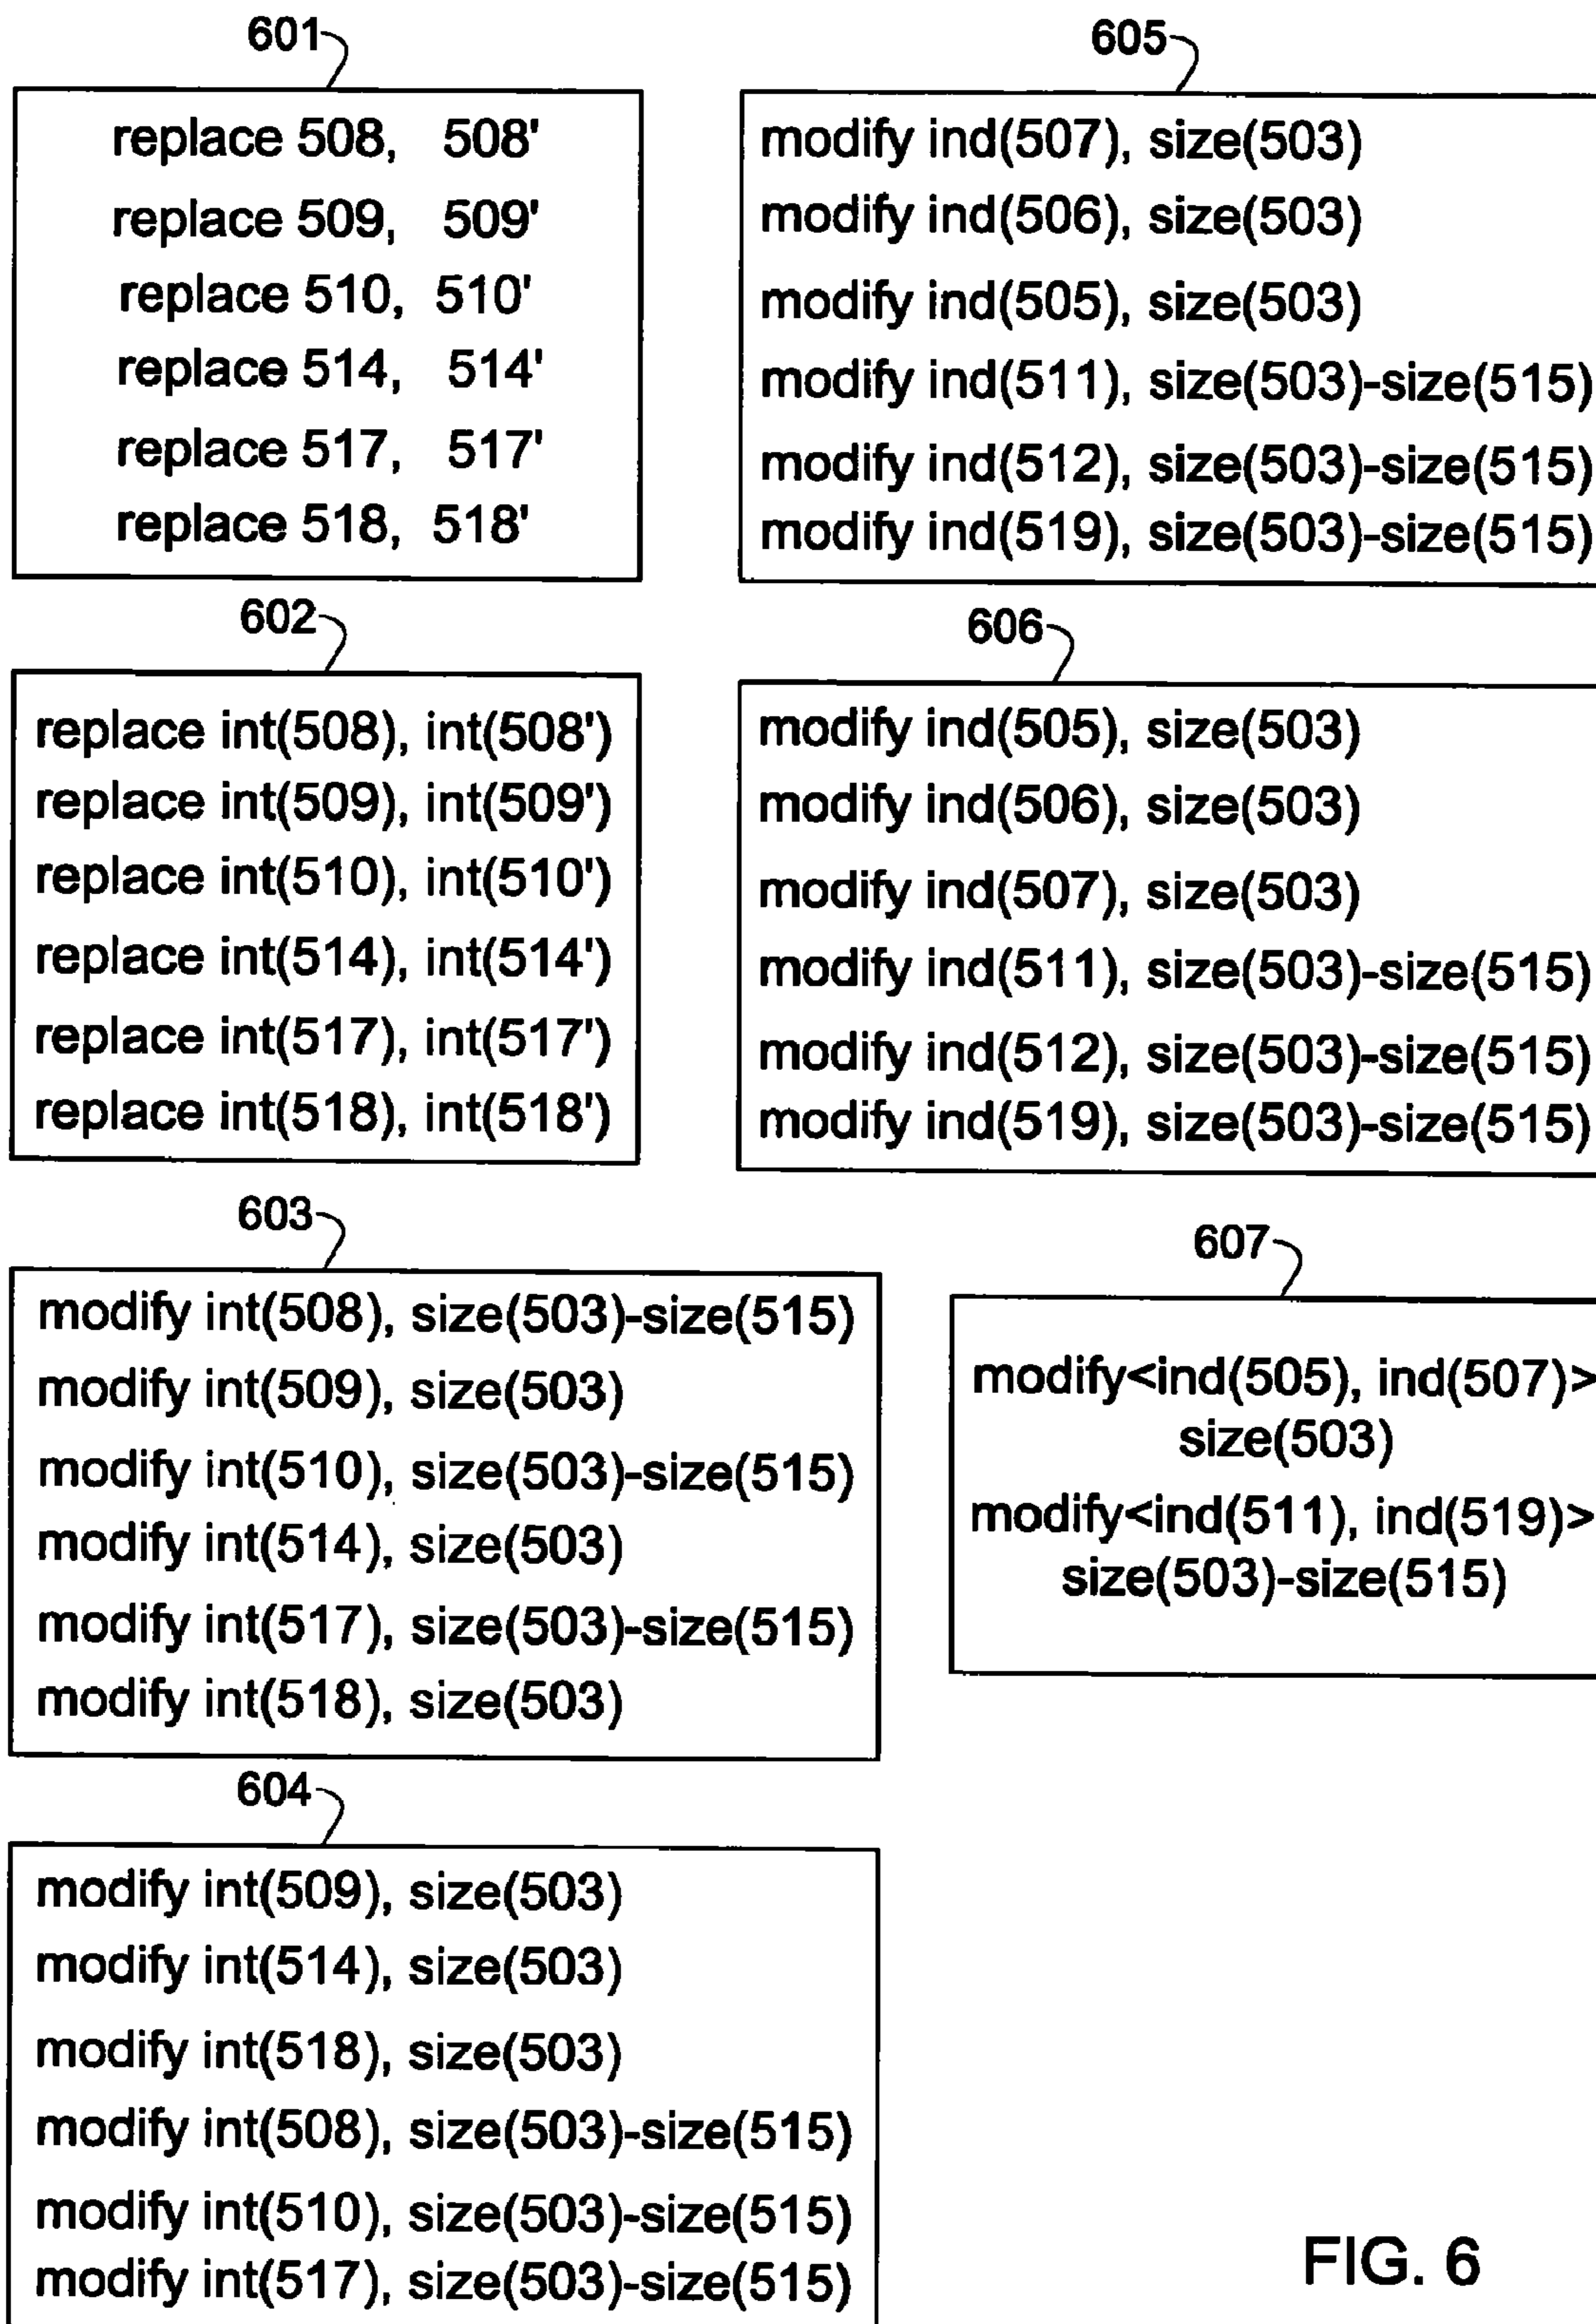 601
replace 508, 508'
replace 509, 509'
replace 510, 510'
replace 514, 514'
replace 517, 517'
replace 518, 518'
602
replace int(508), int(508')
replace int(509), int(509')
replace int(510), int(510')
replace int(514), int(514')
replace int(517), int(517')
replace int(518), int(518')
603
modify int(508), size(503)-size(515)
modify int(509), size(503)
modify int(510), size(503)-size(515)
modify int(514), size(503)
modify int(517), size(503)-size(515)
modify int(518), size(503)
604
modify int(509), size(503)
modify int(514), size(503)
modify int(518), size(503)
modify int(508), size(503)-size(515)
modify int(510), size(503)-size(515)
modify int(517), size(503)-size(515)
605
modify ind(507), size(503)
modify ind(506), size(503)
modify ind(505), size(503)
modify ind(511), size(503)-size(515)
modify ind(512), size(503)-size(515)
modify ind(519), size(503)-size(515)
606
modify ind(505), size(503)
modify ind(506), size(503)
modify ind(507), size(503)
modify ind(511), size(503)-size(515)
modify ind(512), size(503)-size(515)
modify ind(519), size(503)-size(515)
607
modify<ind(505), ind(507)>
size(503)
modify<ind(511), ind(519)>
size(503)-size(515)
FIG. 6